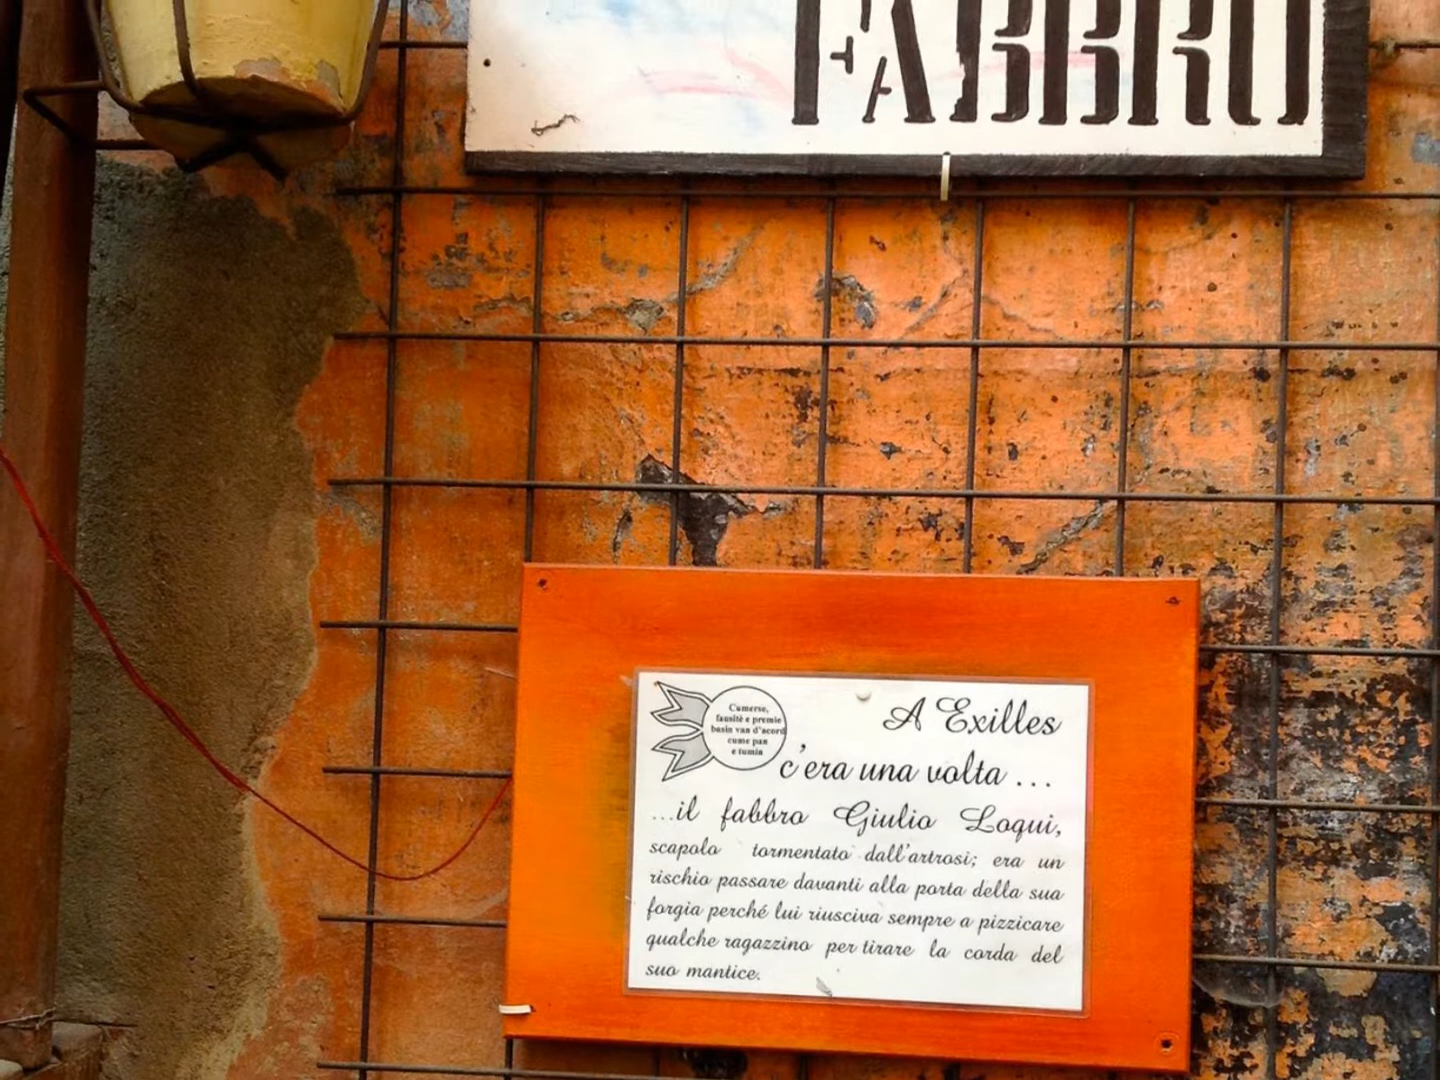 FABBRO
Cumerse,
fausitè e premie
basin van d'acord
cume pan
e tumin
A Exilles
c'era una volta ...
...il fabbro Giulio Loqui,
scapolo tormentato dall'artrosi; era un
rischio passare davanti alla porta della sua
forgia perché lui riusciva sempre a pizzicare
qualche ragazzino per tirare la corda del
suo mantice.